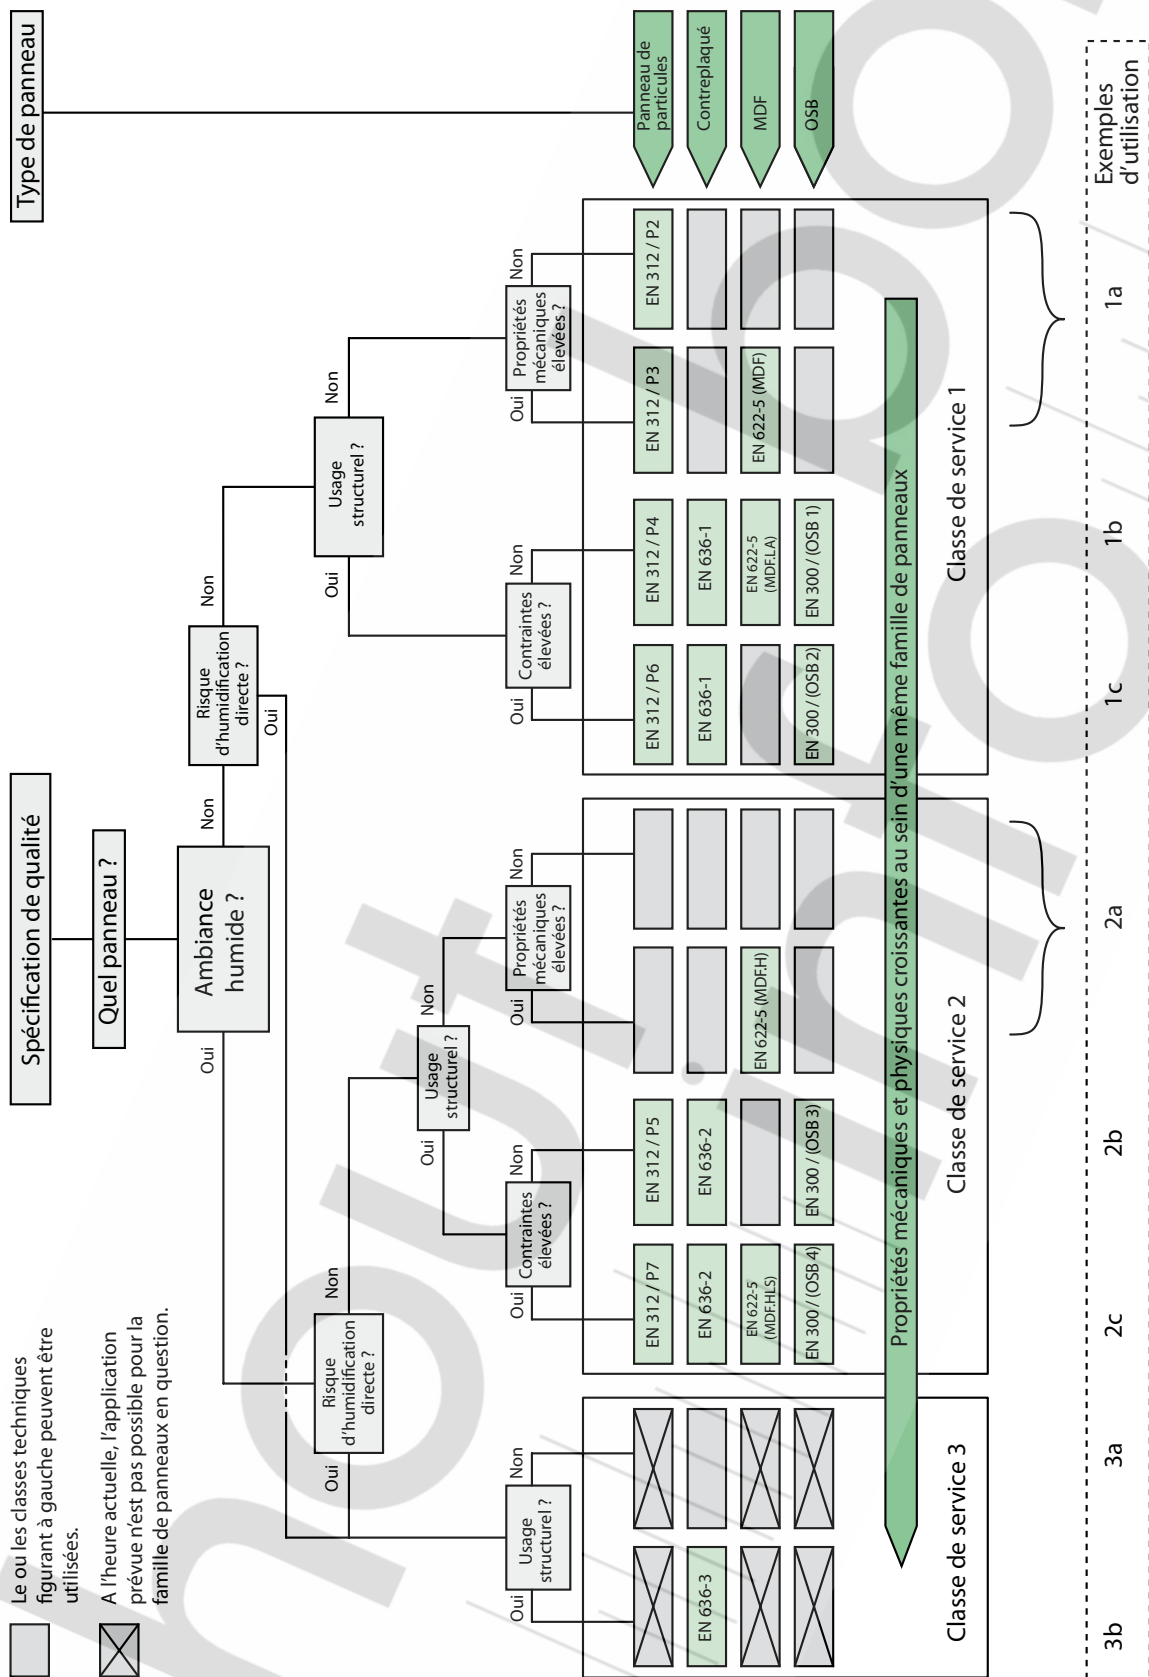 Le ou les classes techniques
figurant à gauche peuvent être
utilisées.
A l'heure actuelle, l'application
prévue n'est pas possible pour la
famille de panneaux en question.
Spécification de qualité
Quel panneau ?
Type de panneau
Ambiance
humide ?
Oui
Non
Risque
d'humidification
directe ?
Oui
Non
Risque
d'humidification
directe ?
Oui
Non
Usage
structurel ?
Oui
Non
Usage
structurel ?
Oui
Non
Usage
structurel ?
Oui
Non
Contraintes
élevées ?
Oui
Non
Propriétés
mécaniques
élevées ?
Oui
Non
Contraintes
élevées ?
Oui
Non
Propriétés
mécaniques
élevées ?
Oui
Non
EN 312 / P7
EN 312 / P5
EN 312 / P6
EN 312 / P4
EN 312 / P3
EN 312 / P2
Panneau de
particules
EN 636-3
EN 636-2
EN 636-2
EN 636-1
EN 636-1
Contreplaqué
EN 622-5
(MDF.HLS)
EN 622-5 (MDF.H)
EN 622-5
(MDF.LA)
EN 622-5 (MDF)
MDF
EN 300 / (OSB 4)
EN 300 / (OSB 3)
EN 300 / (OSB 2)
EN 300 / (OSB 1)
OSB
Propriétés mécaniques et physiques croissantes au sein d'une même famille de panneaux
Classe de service 3
Classe de service 2
Classe de service 1
3b
3a
2c
2b
2a
1c
1b
1a
Exemples
d'utilisation
hout
info
bois